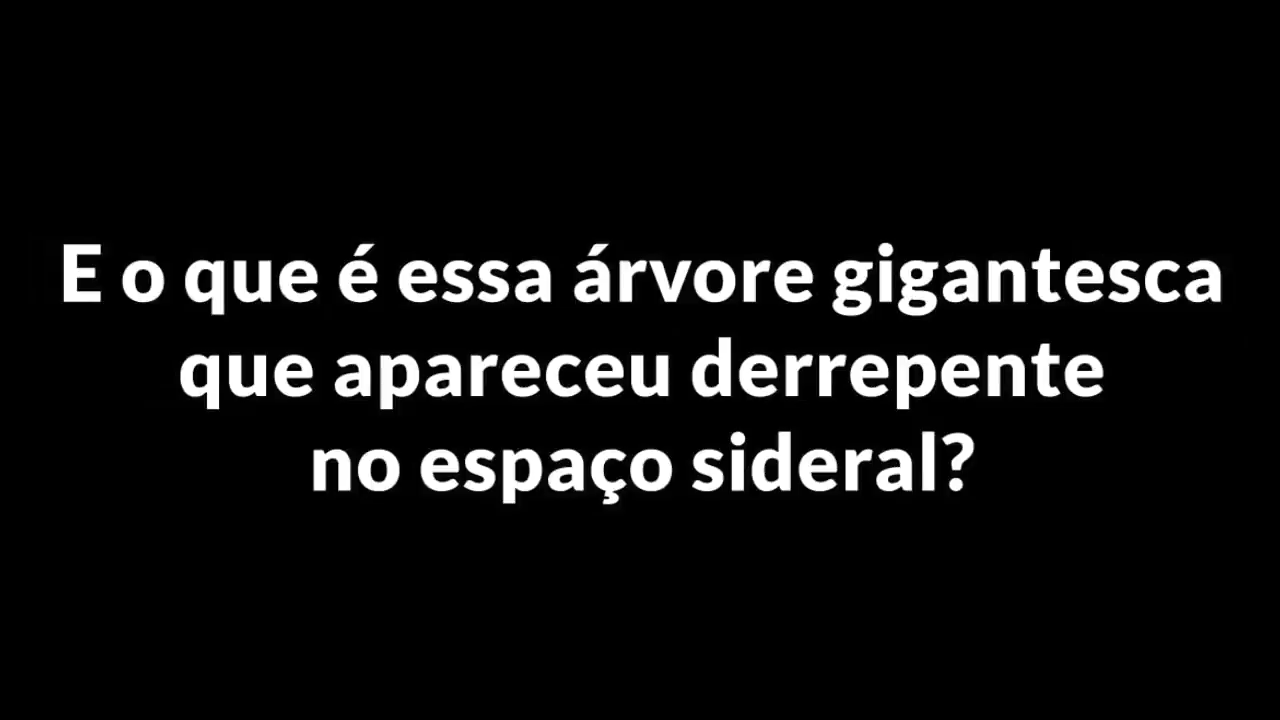 E o que é essa árvore gigantesca
que apareceu derrepente
no espaço sideral?